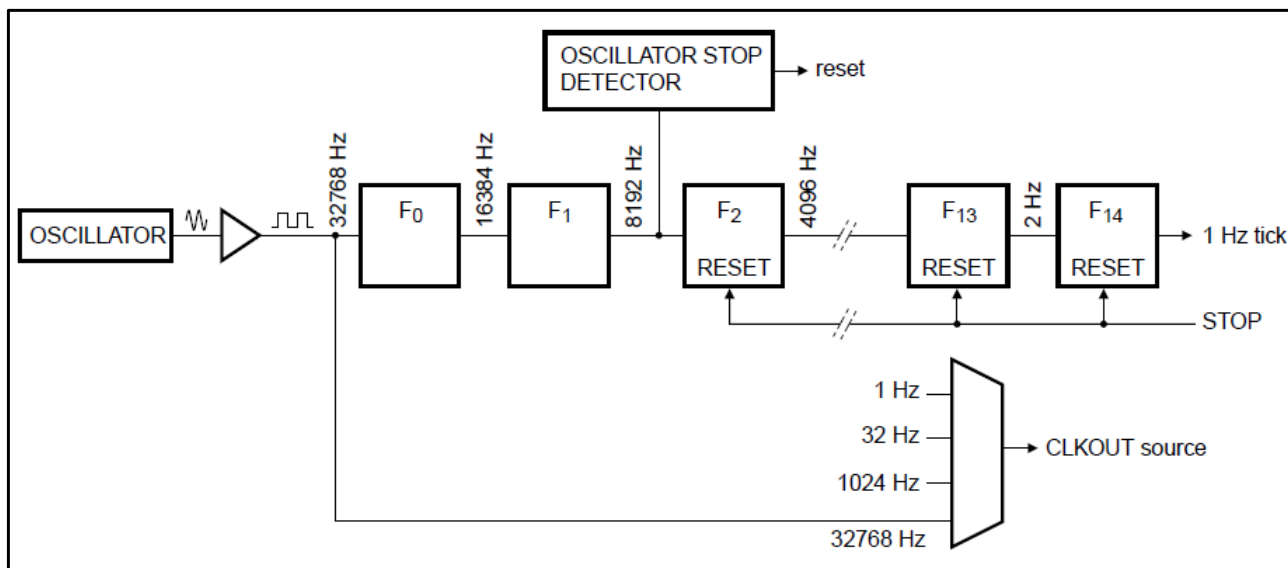 OSCILLATOR STOP
DETECTOR
reset
32768 Hz
16384 Hz
8192 Hz
4096 Hz
2 Hz
OSCILLATOR
F0
F1
F2
RESET
F13
RESET
F14
RESET
1 Hz tick
STOP
1 Hz
32 Hz
1024 Hz
32768 Hz
CLKOUT source